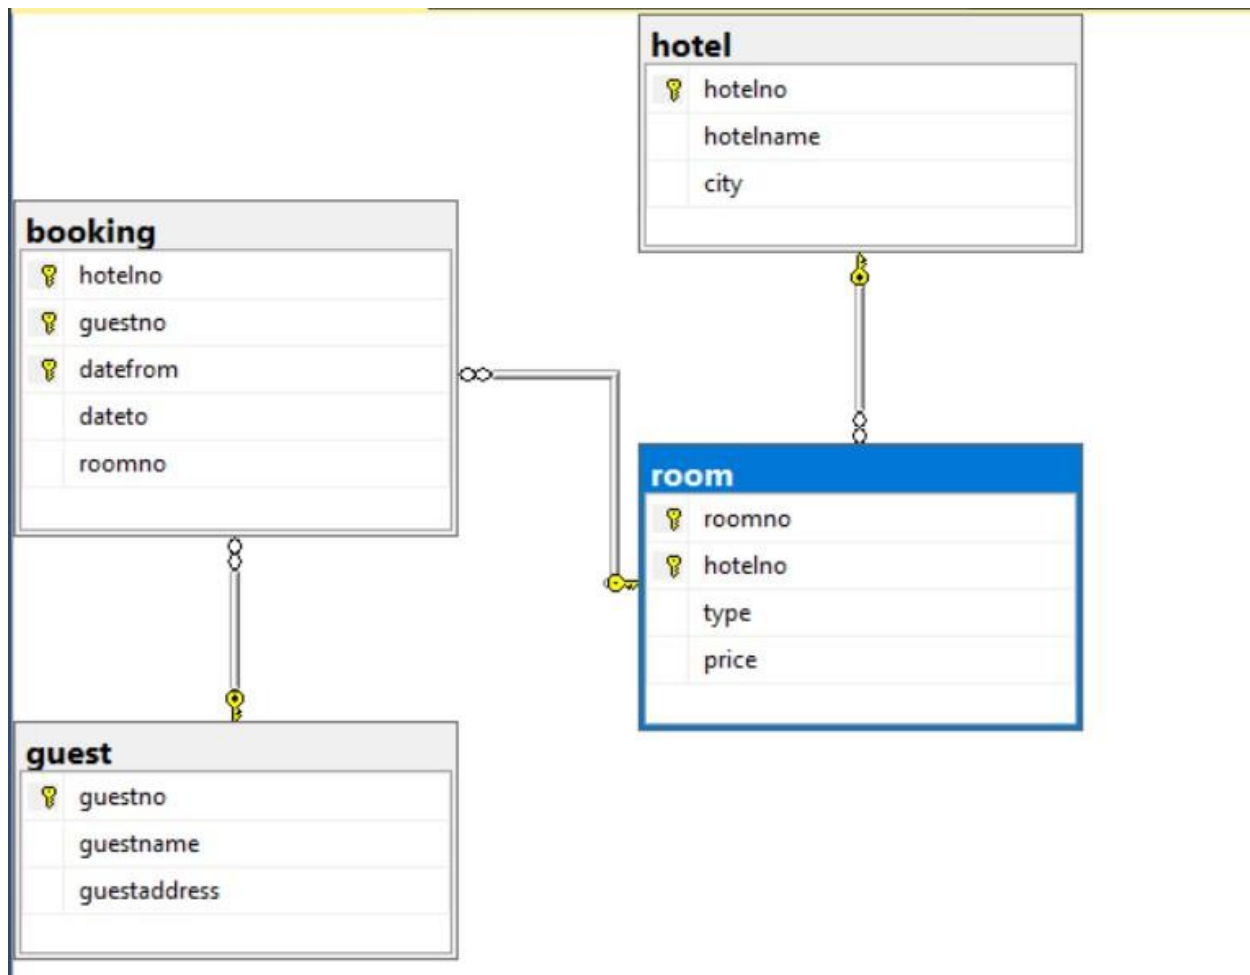 hotel
hotelno
hotelname
city
booking
hotelno
guestno
datefrom
dateto
roomno
room
roomno
hotelno
type
price
guest
guestno
guestname
guestaddress